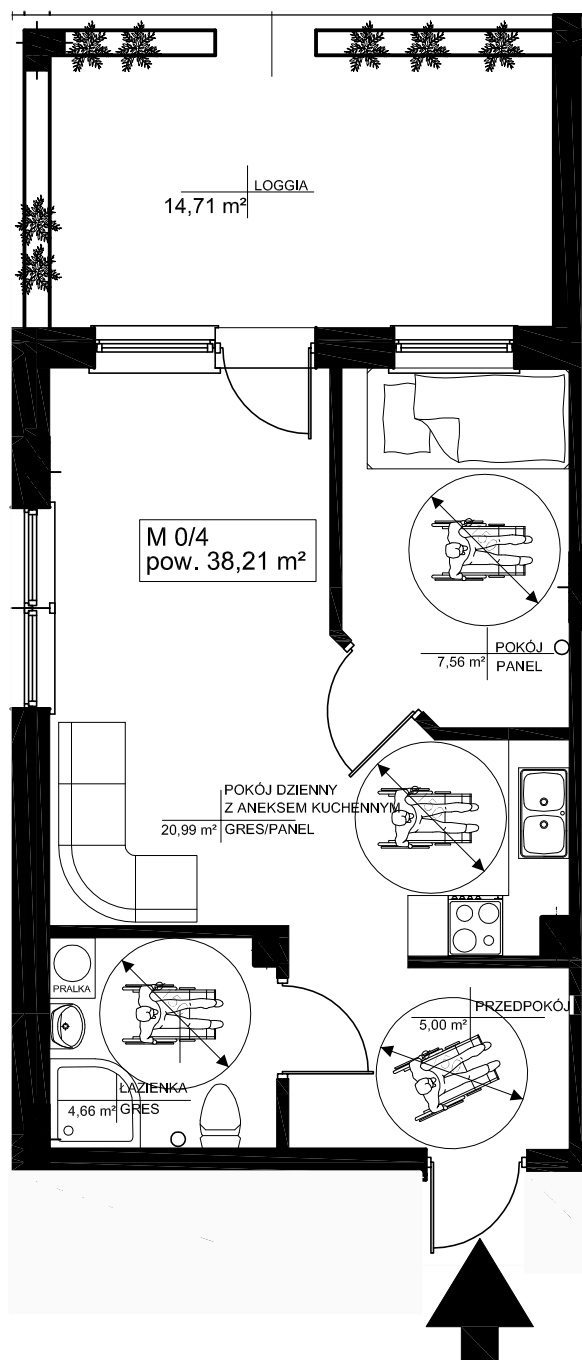 LOGGIA
14,71 m²
M 0/4
pow. 38,21 m²
POKÓJ
7,56 m²
PANEL
POKÓJ DZIENNY
Z ANEKSEM KUCHENNYM
20,99 m²
GRES/PANEL
PRALKA
PRZEDPOKÓJ
5,00 m²
ŁAZIENKA
4,66 m²
GRES